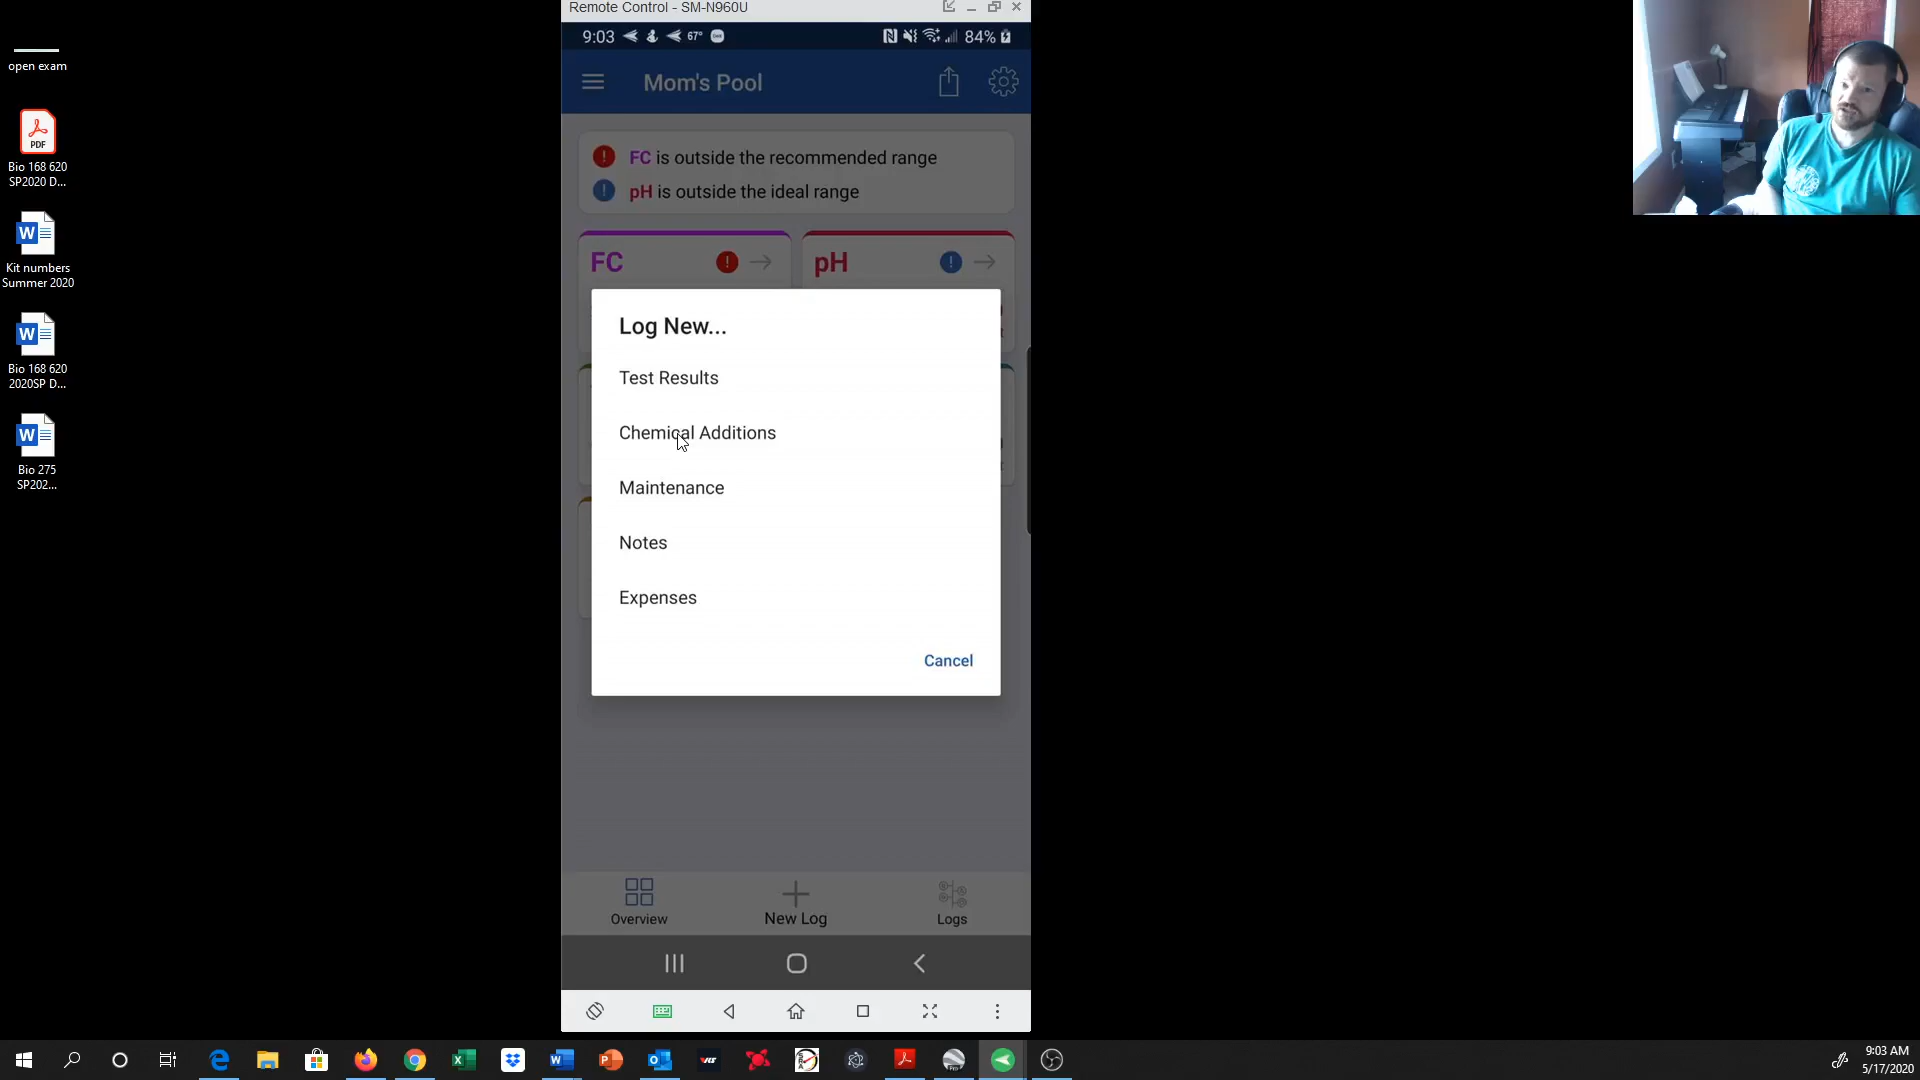 Remote Control - SM-N960U
open exam
PDF
Bio 168 620
SP2020 D...
W
Kit numbers
Summer 2020
W
Bio 168 620
2020SP D...
W
Bio 275
SP202...
9:03
67°
84%
Mom's Pool
FC is outside the recommended range
pH is outside the ideal range
FC
pH
Log New...
Test Results
Chemical Additions
Maintenance
Notes
Expenses
Cancel
Overview
New Log
Logs
9:03 AM
5/17/2020